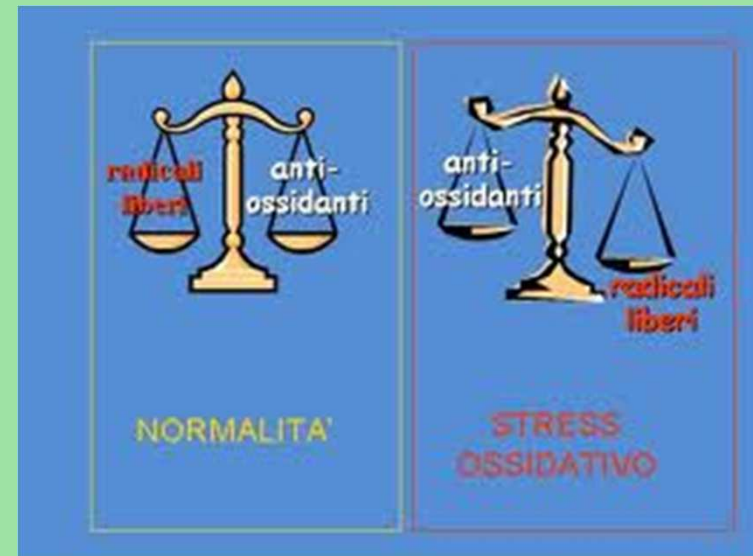 radicali
liberi
anti-
ossidanti
NORMALITA'
anti-
ossidanti
radicali
liberi
STRESS
OSSIDATIVO